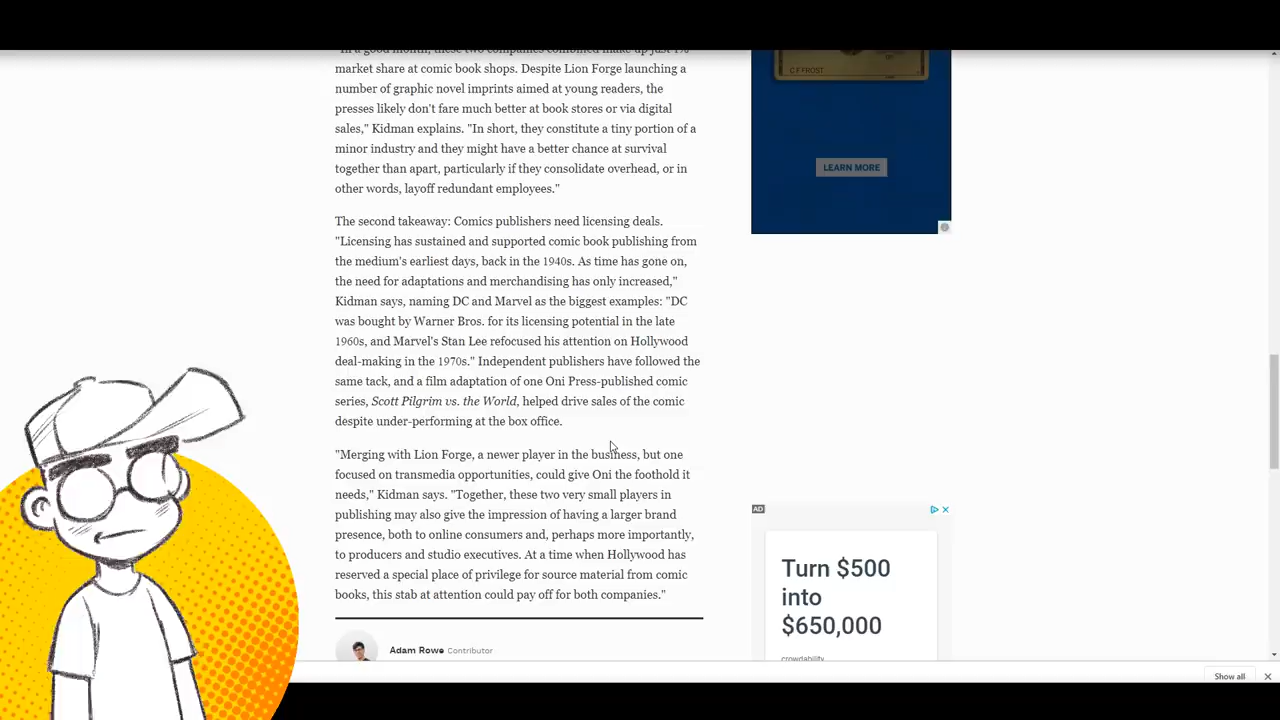 "In a good month, these two companies combined make up just 1%
market share at comic book shops. Despite Lion Forge launching a
number of graphic novel imprints aimed at young readers, the
presses likely don't fare much better at book stores or via digital
sales," Kidman explains. "In short, they constitute a tiny portion of a
minor industry and they might have a better chance at survival
together than apart, particularly if they consolidate overhead, or in
other words, layoff redundant employees."
The second takeaway: Comics publishers need licensing deals.
"Licensing has sustained and supported comic book publishing from
the medium's earliest days, back in the 1940s. As time has gone on,
the need for adaptations and merchandising has only increased,"
Kidman says, naming DC and Marvel as the biggest examples: "DC
was bought by Warner Bros. for its licensing potential in the late
1960s, and Marvel's Stan Lee refocused his attention on Hollywood
deal-making in the 1970s." Independent publishers have followed the
same tack, and a film adaptation of one Oni Press-published comic
series, Scott Pilgrim vs. the World, helped drive sales of the comic
despite under-performing at the box office.
"Merging with Lion Forge, a newer player in the business, but one
focused on transmedia opportunities, could give Oni the foothold it
needs," Kidman says. "Together, these two very small players in
publishing may also give the impression of having a larger brand
presence, both to online consumers and, perhaps more importantly,
to producers and studio executives. At a time when Hollywood has
reserved a special place of privilege for source material from comic
books, this stab at attention could pay off for both companies."
Adam Rowe Contributor
C F FROST
LEARN MORE
AD
Turn $500
into
$650,000
crowdability
Show all